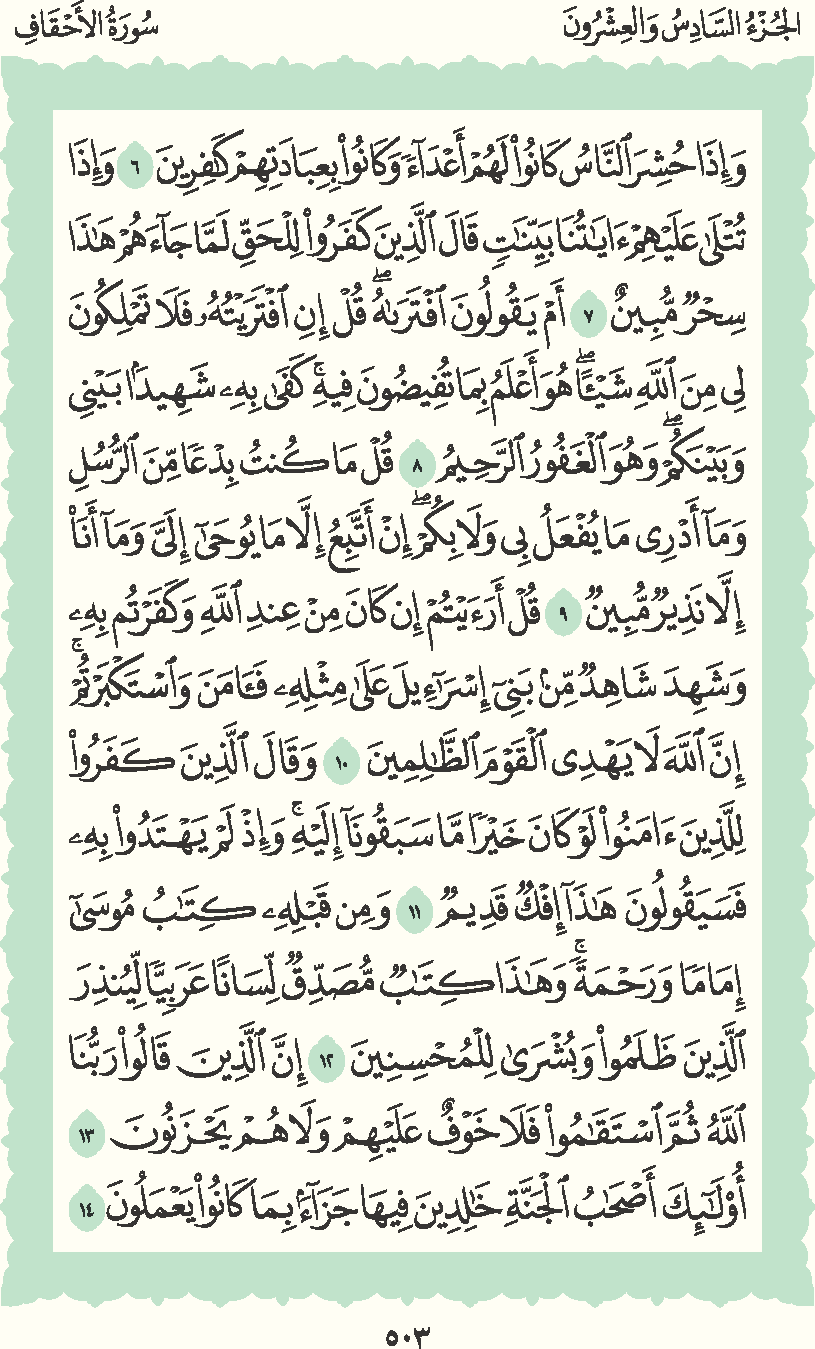 الجُزْءُ السَّادِسُ وَالعِشْرُونَ
سُورَةُ الأَحْقَافِ
وَإِذَا حُشِرَ ٱلنَّاسُ كَانُوا۟ لَهُمْ أَعْدَآءً وَكَانُوا۟ بِعِبَادَتِهِمْ كَٰفِرِينَ ٦ وَإِذَا
تُتْلَىٰ عَلَيْهِمْ ءَايَٰتُنَا بَيِّنَٰتٍ قَالَ ٱلَّذِينَ كَفَرُوا۟ لِلْحَقِّ لَمَّا جَآءَهُمْ هَٰذَا
سِحْرٌ مُّبِينٌ ٧ أَمْ يَقُولُونَ ٱفْتَرَىٰهُ ۖ قُلْ إِنِ ٱفْتَرَيْتُهُۥ فَلَا تَمْلِكُونَ
لِى مِنَ ٱللَّهِ شَيْـًٔا ۖ هُوَ أَعْلَمُ بِمَا تُفِيضُونَ فِيهِ ۚ كَفَىٰ بِهِۦ شَهِيدًۢا بَيْنِى
وَبَيْنَكُمْ ۖ وَهُوَ ٱلْغَفُورُ ٱلرَّحِيمُ ٨ قُلْ مَا كُنتُ بِدْعًا مِّنَ ٱلرُّسُلِ
وَمَآ أَدْرِى مَا يُفْعَلُ بِى وَلَا بِكُمْ ۖ إِنْ أَتَّبِعُ إِلَّا مَا يُوحَىٰٓ إِلَىَّ وَمَآ أَنَا۠
إِلَّا نَذِيرٌ مُّبِينٌ ٩ قُلْ أَرَءَيْتُمْ إِن كَانَ مِنْ عِندِ ٱللَّهِ وَكَفَرْتُم بِهِۦ
وَشَهِدَ شَاهِدٌ مِّنۢ بَنِىٓ إِسْرَٰٓءِيلَ عَلَىٰ مِثْلِهِۦ فَـَٔامَنَ وَٱسْتَكْبَرْتُمْ ۚ
إِنَّ ٱللَّهَ لَا يَهْدِى ٱلْقَوْمَ ٱلظَّٰلِمِينَ ١٠ وَقَالَ ٱلَّذِينَ كَفَرُوا۟
لِلَّذِينَ ءَامَنُوا۟ لَوْ كَانَ خَيْرًا مَّا سَبَقُونَآ إِلَيْهِ ۚ وَإِذْ لَمْ يَهْتَدُوا۟ بِهِۦ
فَسَيَقُولُونَ هَٰذَآ إِفْكٌ قَدِيمٌ ١١ وَمِن قَبْلِهِۦ كِتَٰبُ مُوسَىٰٓ
إِمَامًا وَرَحْمَةً ۚ وَهَٰذَا كِتَٰبٌ مُّصَدِّقٌ لِّسَانًا عَرَبِيًّا لِّيُنذِرَ
ٱلَّذِينَ ظَلَمُوا۟ وَبُشْرَىٰ لِلْمُحْسِنِينَ ١٢ إِنَّ ٱلَّذِينَ قَالُوا۟ رَبُّنَا
ٱللَّهُ ثُمَّ ٱسْتَقَٰمُوا۟ فَلَا خَوْفٌ عَلَيْهِمْ وَلَا هُمْ يَحْزَنُونَ ١٣
أُو۟لَٰٓئِكَ أَصْحَٰبُ ٱلْجَنَّةِ خَٰلِدِينَ فِيهَا جَزَآءًۢ بِمَا كَانُوا۟ يَعْمَلُونَ ١٤
٥٠٣